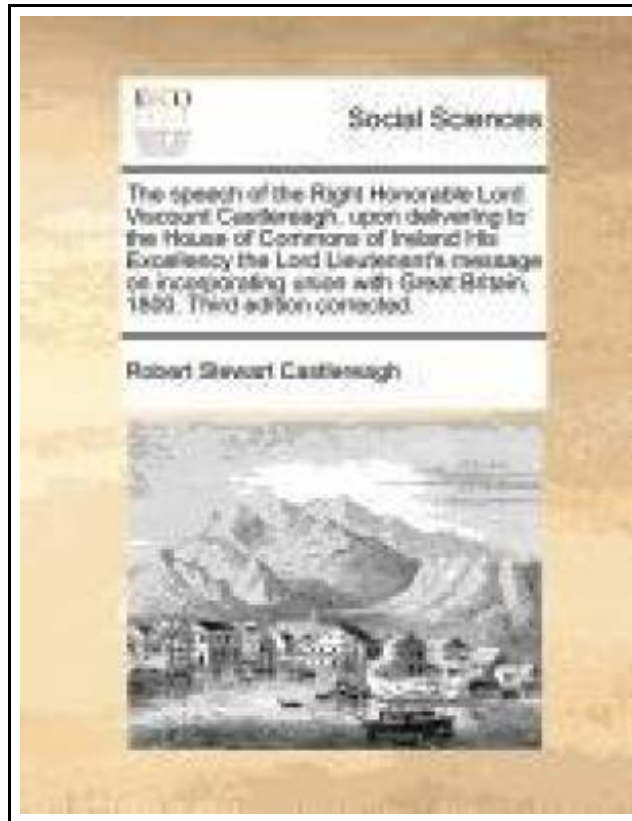 ECCO
Social Sciences
The speech of the Right Honorable Lord
Viscount Castlereagh, upon delivering to
the House of Commons of Ireland His
Excellency the Lord Lieutenant's message
on incorporating union with Great Britain,
1800. Third edition corrected.
Robert Stewart Castlereagh